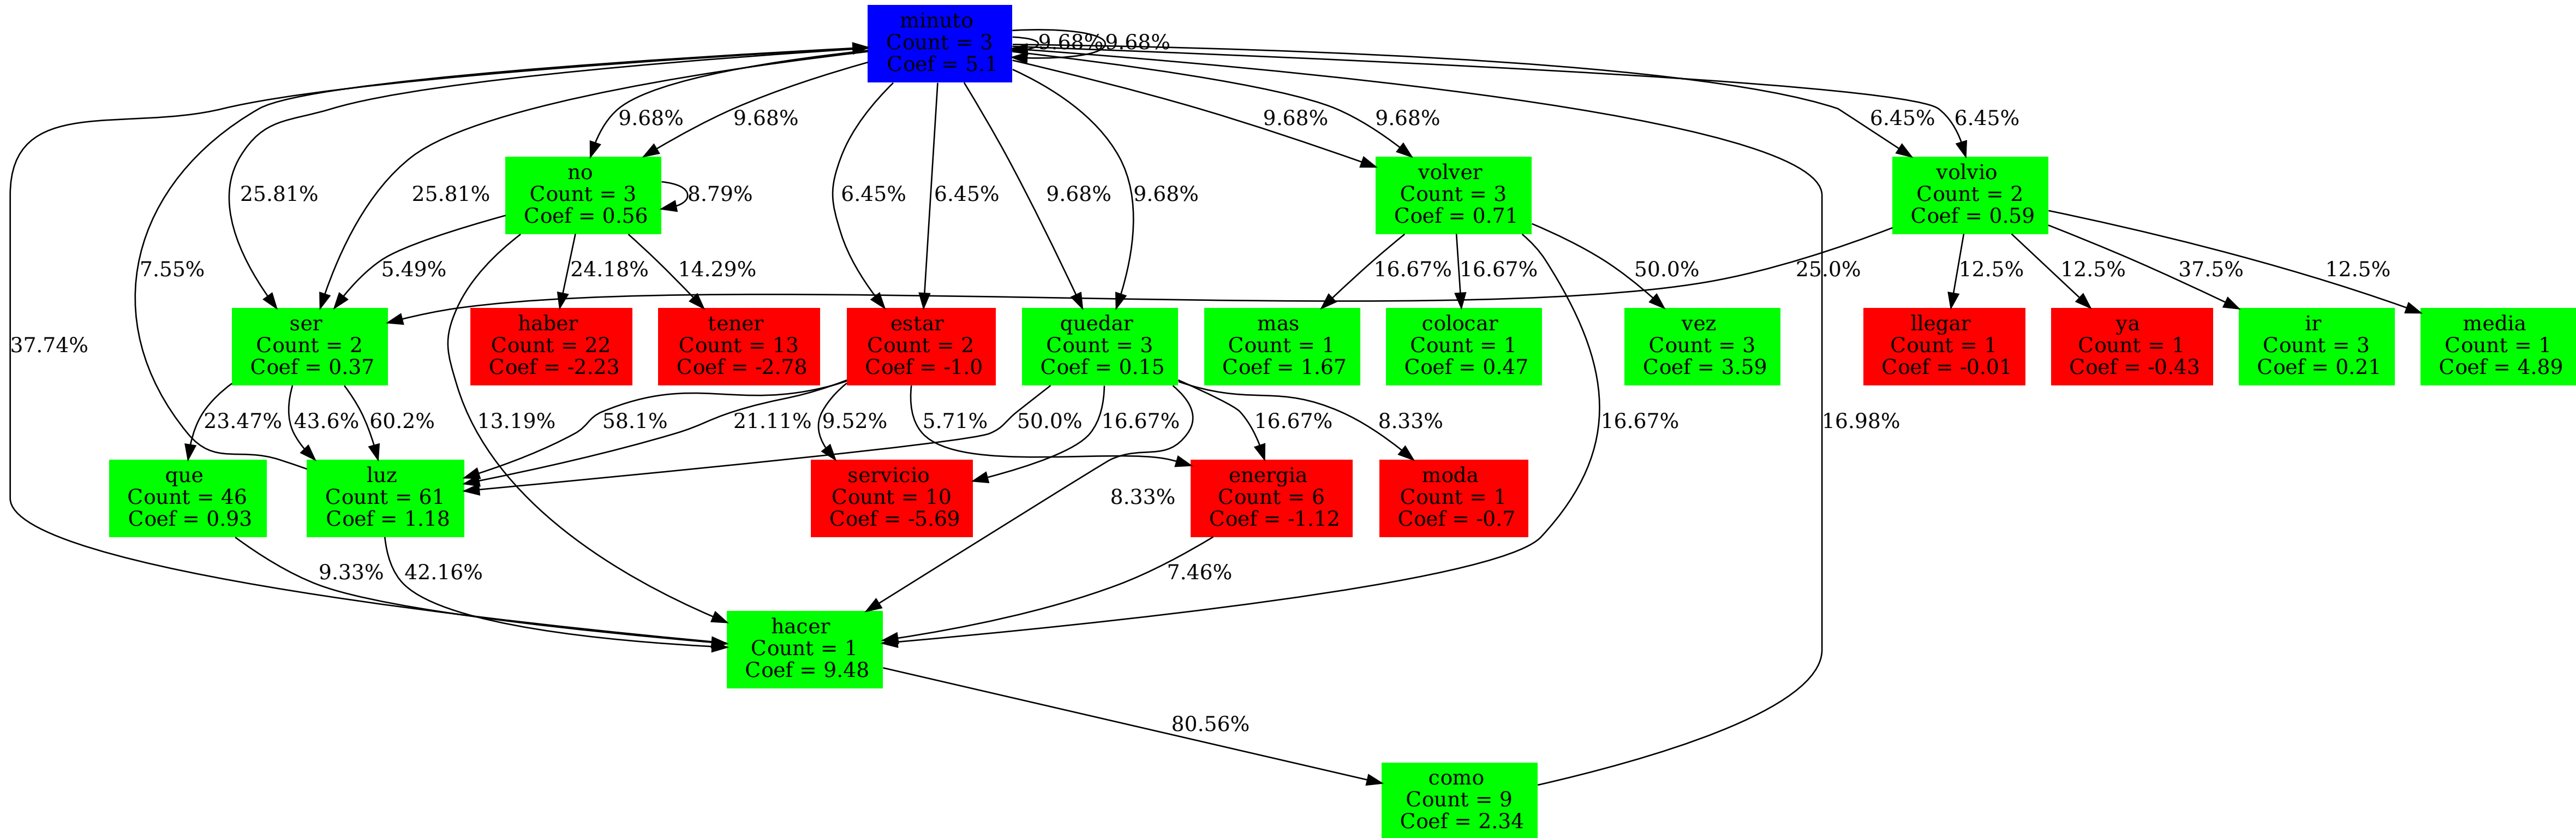 minuto
Count = 3
Coef = 5.1
9.68%
9.68%
9.68%
9.68%
9.68%
9.68%
6.45%
6.45%
25.81%
25.81%
no
Count = 3
Coef = 0.56
8.79%
6.45%
6.45%
9.68%
9.68%
volver
Count = 3
Coef = 0.71
volvio
Count = 2
Coef = 0.59
7.55%
5.49%
24.18%
14.29%
16.67%
16.67%
50.0%
25.0%
12.5%
12.5%
37.5%
12.5%
37.74%
ser
Count = 2
Coef = 0.37
haber
Count = 22
Coef = -2.23
tener
Count = 13
Coef = -2.78
estar
Count = 2
Coef = -1.0
quedar
Count = 3
Coef = 0.15
mas
Count = 1
Coef = 1.67
colocar
Count = 1
Coef = 0.47
vez
Count = 3
Coef = 3.59
llegar
Count = 1
Coef = -0.01
ya
Count = 1
Coef = -0.43
ir
Count = 3
Coef = 0.21
media
Count = 1
Coef = 4.89
23.47%
43.6%
60.2%
13.19%
58.1%
21.11%
9.52%
5.71%
50.0%
16.67%
16.67%
8.33%
16.67%
16.98%
que
Count = 46
Coef = 0.93
luz
Count = 61
Coef = 1.18
servicio
Count = 10
Coef = -5.69
8.33%
energia
Count = 6
Coef = -1.12
moda
Count = 1
Coef = -0.7
9.33%
42.16%
7.46%
hacer
Count = 1
Coef = 9.48
80.56%
como
Count = 9
Coef = 2.34